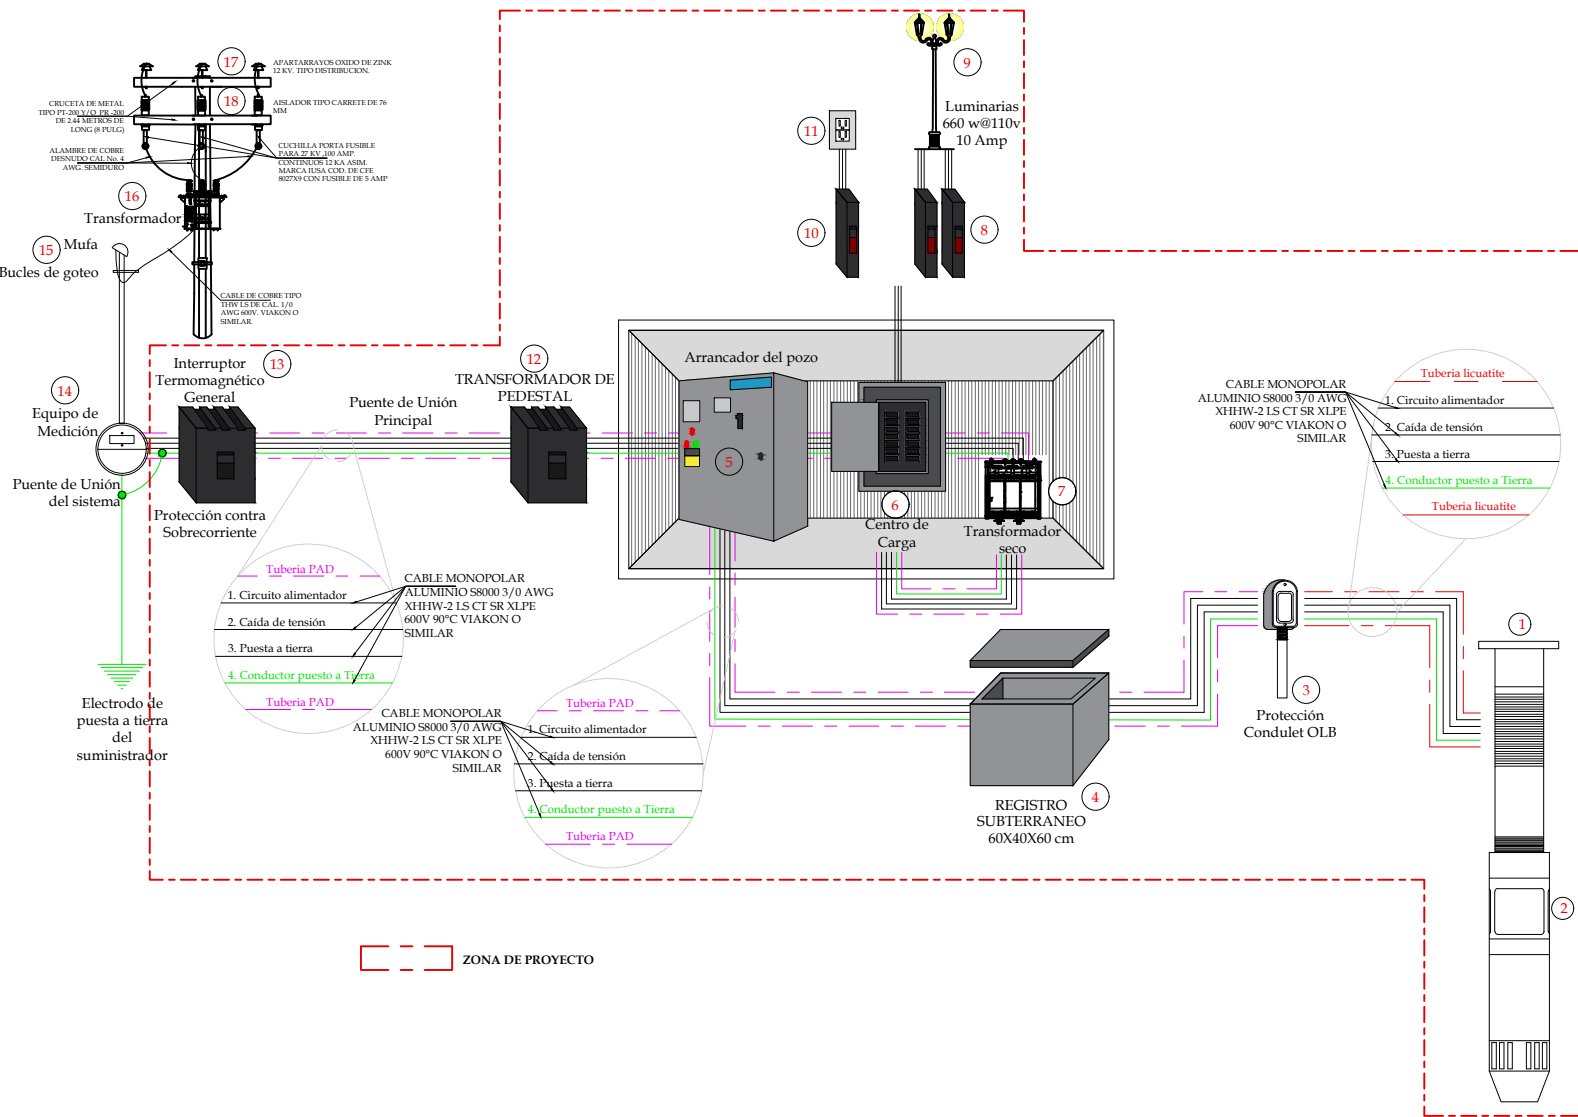 17
APARTARRAYOS OXIDO DE ZINK
12 KV. TIPO DISTRIBUCION.
CRUCETA DE METAL
TIPO PT-200 Y/O PR -200
DE 2.44 METROS DE
LONG (8 PULG)
18
AISLADOR TIPO CARRETE DE 76
MM
ALAMBRE DE COBRE
DESNUDO CAL No. 4
AWG. SEMIDURO
CUCHILLA PORTA FUSIBLE
PARA 27 KV ,100 AMP.
CONTINUOS 12 KA ASIM.
MARCA IUSA COD. DE CFE
8027X9 CON FUSIBLE DE 5 AMP
16
Transformador
15
Mufa
Bucles de goteo
CABLE DE COBRE TIPO
THW LS DE CAL. 1/0
AWG 600V. VIAKON O
SIMILAR.
9
Luminarias
660 w@110v
10 Amp
11
10
8
14
Equipo de
Medición
Interruptor
Termomagnético
General
13
Puente de Unión
Principal
12
TRANSFORMADOR DE
PEDESTAL
Arrancador del pozo
5
6
Centro de
Carga
7
Transformador
seco
Puente de Unión
del sistema
Protección contra
Sobrecorriente
Electrodo de
puesta a tierra
del
suministrador
Tuberia PAD
1. Circuito alimentador
2. Caída de tensión
3. Puesta a tierra
4. Conductor puesto a Tierra
Tuberia PAD
CABLE MONOPOLAR
ALUMINIO S8000 3/0 AWG
XHHW-2 LS CT SR XLPE
600V 90°C VIAKON O
SIMILAR
CABLE MONOPOLAR
ALUMINIO S8000 3/0 AWG
XHHW-2 LS CT SR XLPE
600V 90°C VIAKON O
SIMILAR
Tuberia PAD
1. Circuito alimentador
2. Caída de tensión
3. Puesta a tierra
4. Conductor puesto a Tierra
Tuberia PAD
CABLE MONOPOLAR
ALUMINIO S8000 3/0 AWG
XHHW-2 LS CT SR XLPE
600V 90°C VIAKON O
SIMILAR
Tuberia licuatite
1. Circuito alimentador
2. Caída de tensión
3. Puesta a tierra
4. Conductor puesto a Tierra
Tuberia licuatite
1
3
Protección
Condulet OLB
4
REGISTRO
SUBTERRANEO
60X40X60 cm
2
ZONA DE PROYECTO